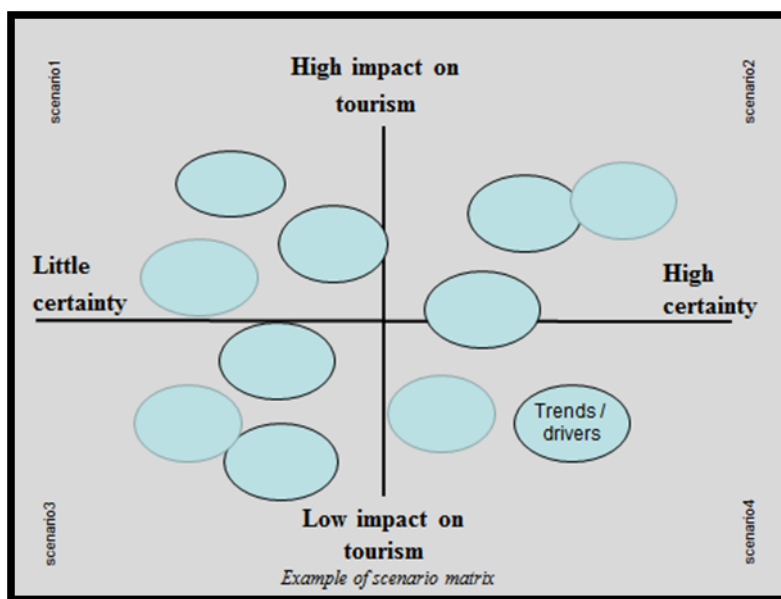 scenario1
High impact on
tourism
scenario2
Little
certainty
High
certainty
Trends /
drivers
scenario3
Low impact on
tourism
scenario4
Example of scenario matrix